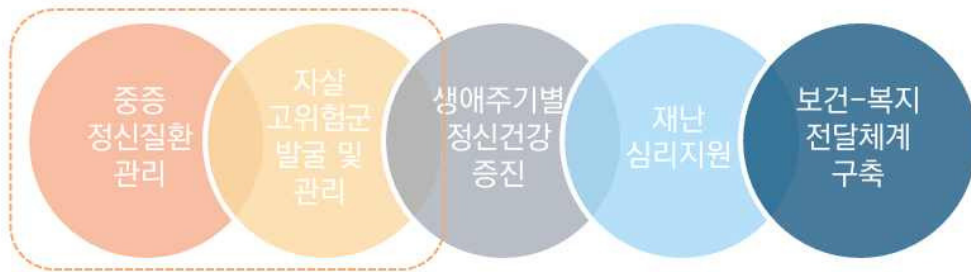 중증
정신질환
관리
자살
고위험군
발굴 및
관리
생애주기별
정신건강
증진
재난
심리지원
보건-복지
전달체계
구축